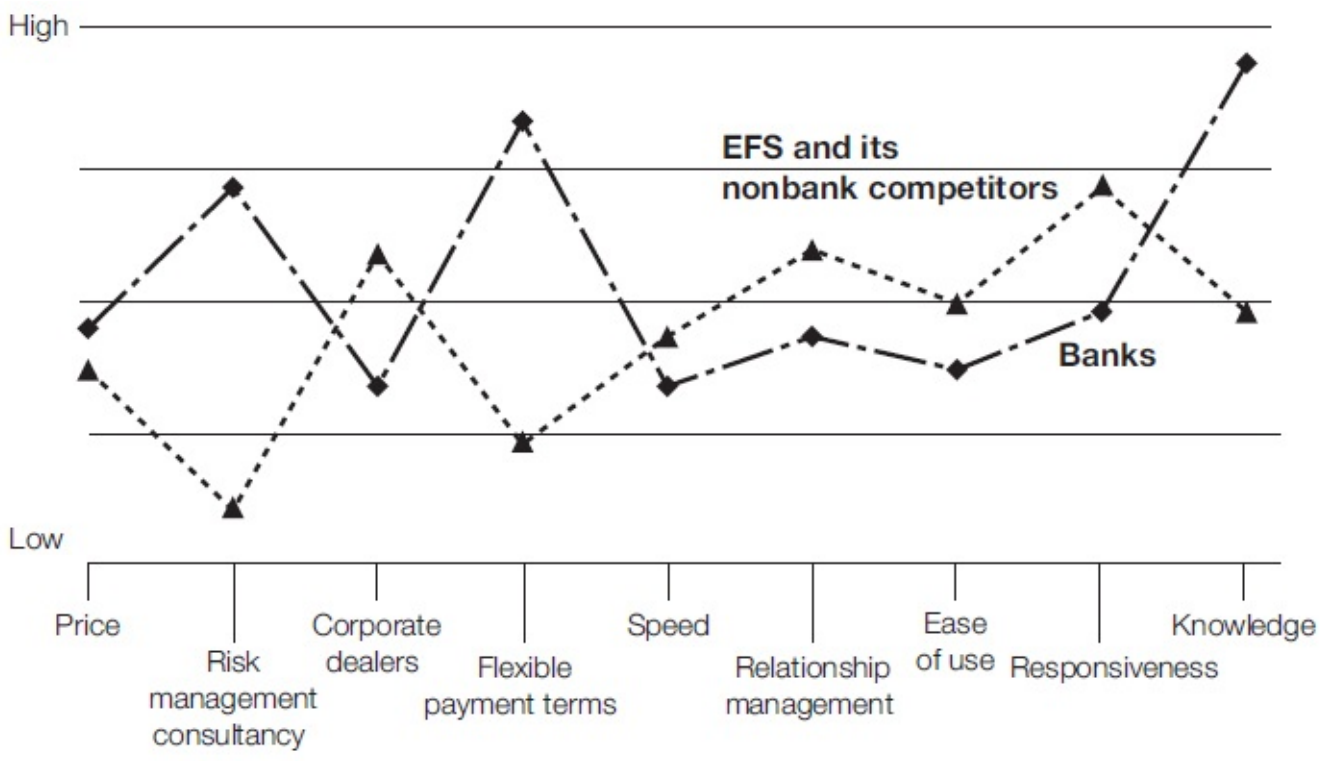 High
EFS and its
nonbank competitors
Banks
Low
Price
Risk
management
consultancy
Corporate
dealers
Flexible
payment terms
Speed
Relationship
management
Ease
of use
Responsiveness
Knowledge